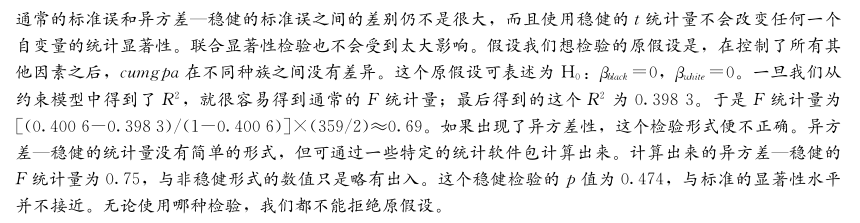 通常的标准误和异方差—稳健的标准误之间的差别仍不是很大，而且使用稳健的 t 统计量不会改变任何一个
自变量的统计显著性。联合显著性检验也不会受到太大影响。假设我们想检验的原假设是，在控制了所有其
他因素之后，cumgpa 在不同种族之间没有差异。这个原假设可表述为 H₀：βblack＝0，βwhite＝0。一旦我们从
约束模型中得到了 R²，就很容易得到通常的 F 统计量；最后得到的这个 R² 为 0.398 3。于是 F 统计量为
[(0.400 6－0.398 3)/(1－0.400 6)]×(359/2)≈0.69。如果出现了异方差性，这个检验形式便不正确。异方
差—稳健的统计量没有简单的形式，但可通过一些特定的统计软件包计算出来。计算出来的异方差—稳健的
F 统计量为 0.75，与非稳健形式的数值只是略有出入。这个稳健检验的 p 值为 0.474，与标准的显著性水平
并不接近。无论使用哪种检验，我们都不能拒绝原假设。